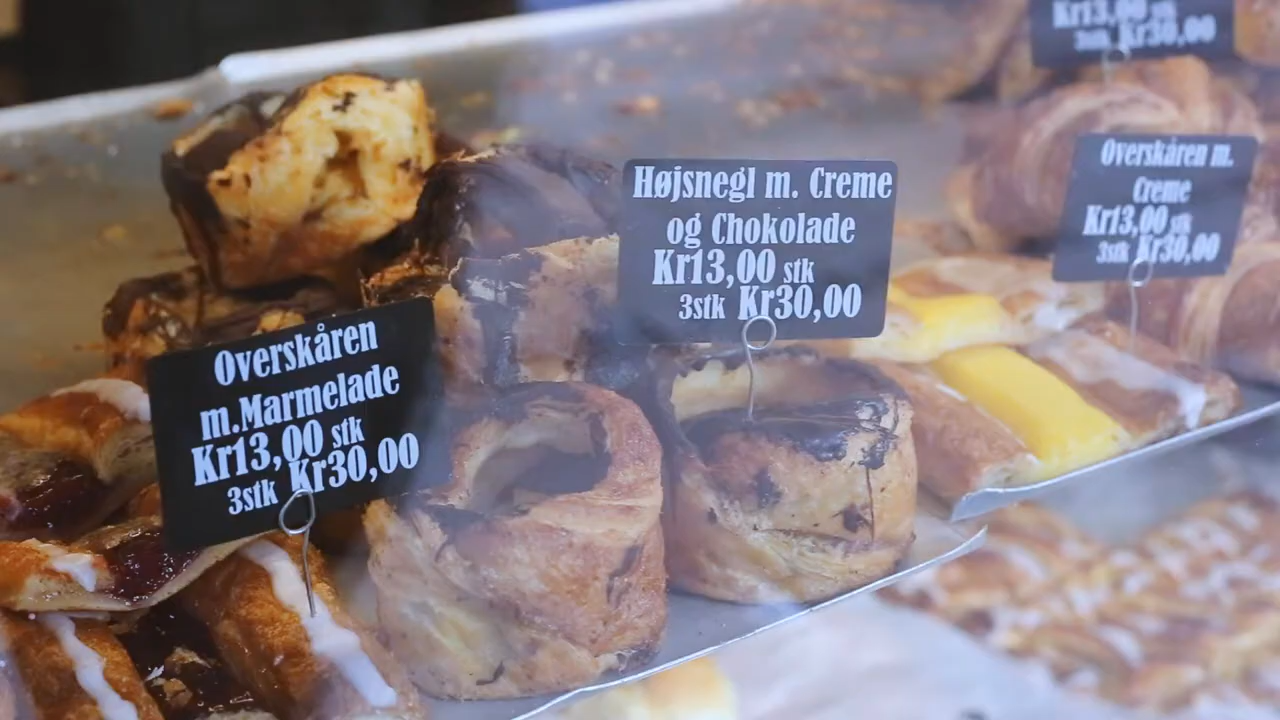 Kr13,00 stk
3stk Kr30,00
Overskåren m.
Creme
Kr13,00 stk
3stk Kr30,00
Højsnegl m. Creme
og Chokolade
Kr13,00 stk
3stk Kr30,00
Overskåren
m.Marmelade
Kr13,00 stk
3stk Kr30,00